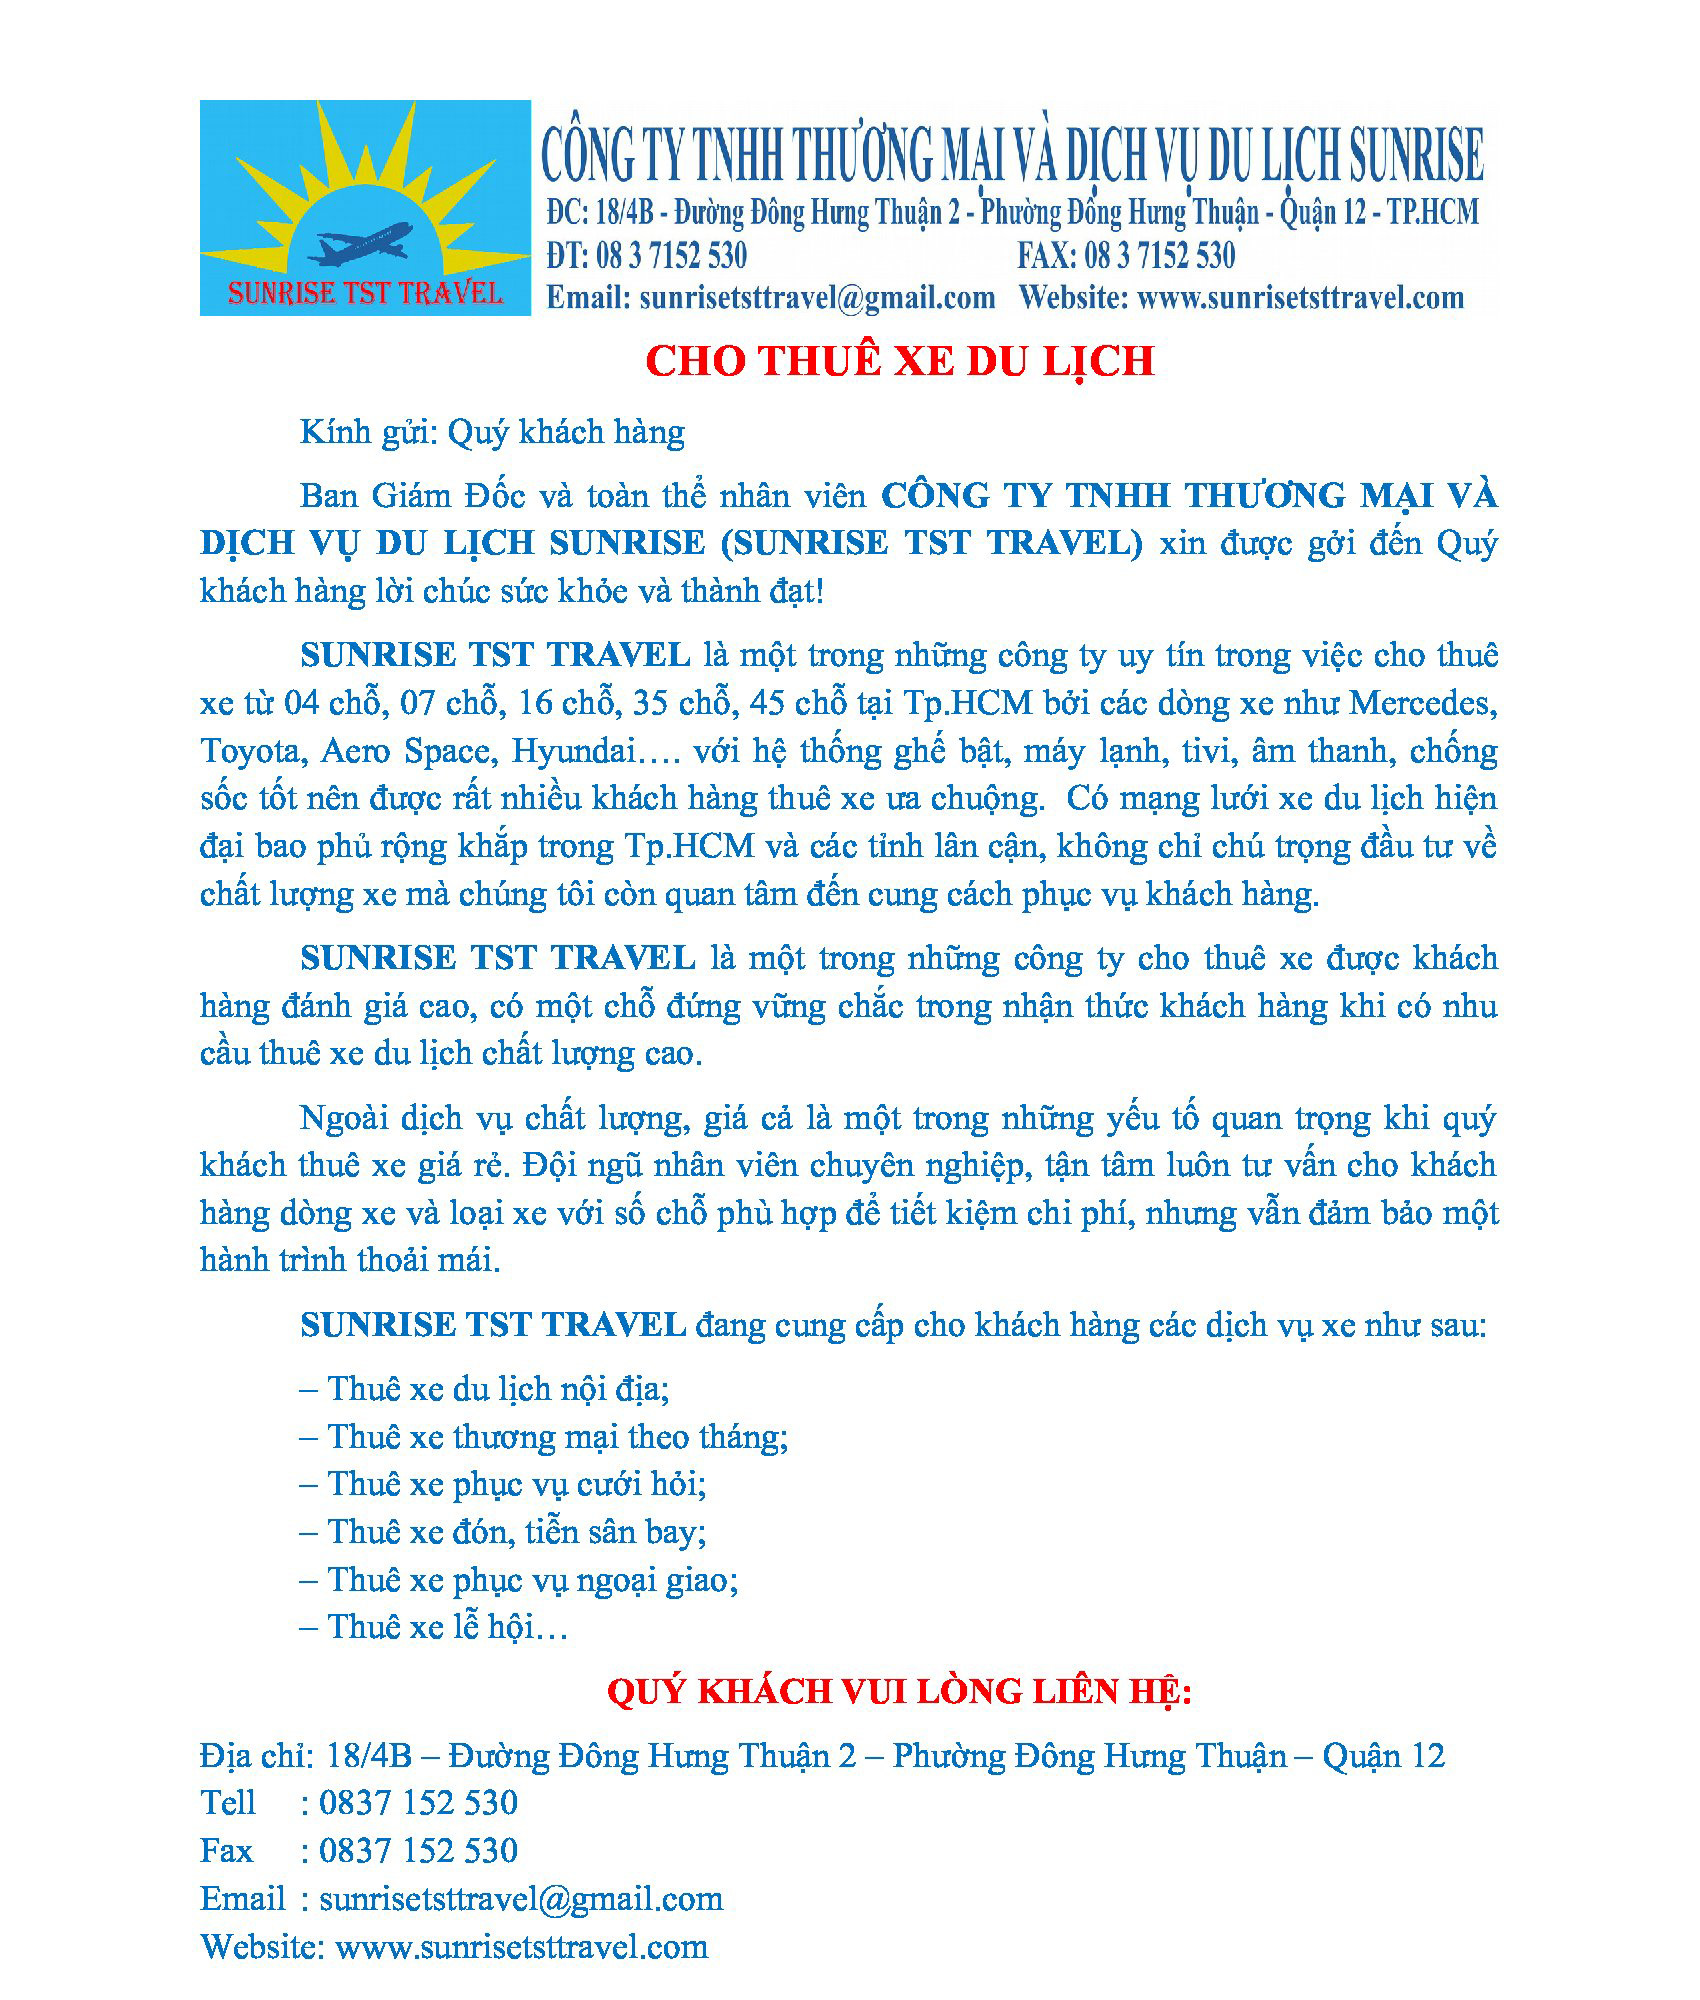 SUNRISE TST TRAVEL
CÔNG TY TNHH THƯƠNG MẠI VÀ DỊCH VỤ DU LỊCH SUNRISE
ĐC: 18/4B - Đường Đông Hưng Thuận 2 - Phường Đông Hưng Thuận - Quận 12 - TP.HCM
ĐT: 08 3 7152 530 FAX: 08 3 7152 530
Email: sunrisetsttravel@gmail.com Website: www.sunrisetsttravel.com
CHO THUÊ XE DU LỊCH
Kính gửi: Quý khách hàng
Ban Giám Đốc và toàn thể nhân viên CÔNG TY TNHH THƯƠNG MẠI VÀ
DỊCH VỤ DU LỊCH SUNRISE (SUNRISE TST TRAVEL) xin được gởi đến Quý
khách hàng lời chúc sức khỏe và thành đạt!
SUNRISE TST TRAVEL là một trong những công ty uy tín trong việc cho thuê
xe từ 04 chỗ, 07 chỗ, 16 chỗ, 35 chỗ, 45 chỗ tại Tp.HCM bởi các dòng xe như Mercedes,
Toyota, Aero Space, Hyundai…. với hệ thống ghế bật, máy lạnh, tivi, âm thanh, chống
sốc tốt nên được rất nhiều khách hàng thuê xe ưa chuộng. Có mạng lưới xe du lịch hiện
đại bao phủ rộng khắp trong Tp.HCM và các tỉnh lân cận, không chỉ chú trọng đầu tư về
chất lượng xe mà chúng tôi còn quan tâm đến cung cách phục vụ khách hàng.
SUNRISE TST TRAVEL là một trong những công ty cho thuê xe được khách
hàng đánh giá cao, có một chỗ đứng vững chắc trong nhận thức khách hàng khi có nhu
cầu thuê xe du lịch chất lượng cao.
Ngoài dịch vụ chất lượng, giá cả là một trong những yếu tố quan trọng khi quý
khách thuê xe giá rẻ. Đội ngũ nhân viên chuyên nghiệp, tận tâm luôn tư vấn cho khách
hàng dòng xe và loại xe với số chỗ phù hợp để tiết kiệm chi phí, nhưng vẫn đảm bảo một
hành trình thoải mái.
SUNRISE TST TRAVEL đang cung cấp cho khách hàng các dịch vụ xe như sau:
– Thuê xe du lịch nội địa;
– Thuê xe thương mại theo tháng;
– Thuê xe phục vụ cưới hỏi;
– Thuê xe đón, tiễn sân bay;
– Thuê xe phục vụ ngoại giao;
– Thuê xe lễ hội…
QUÝ KHÁCH VUI LÒNG LIÊN HỆ:
Địa chỉ: 18/4B – Đường Đông Hưng Thuận 2 – Phường Đông Hưng Thuận – Quận 12
Tell : 0837 152 530
Fax : 0837 152 530
Email : sunrisetsttravel@gmail.com
Website: www.sunrisetsttravel.com